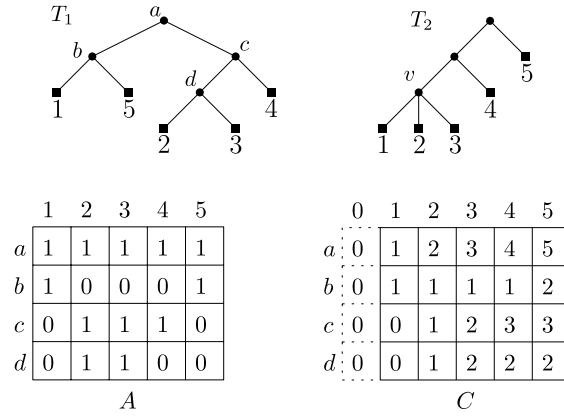 T₁ a T₂
b c
d v 5
1 5 4 4
2 3 1 2 3
1 2 3 4 5 0 1 2 3 4 5
a 1 1 1 1 1 a 0 1 2 3 4 5
b 1 0 0 0 1 b 0 1 1 1 1 2
c 0 1 1 1 0 c 0 0 1 2 3 3
d 0 1 1 0 0 d 0 0 1 2 2 2
A C